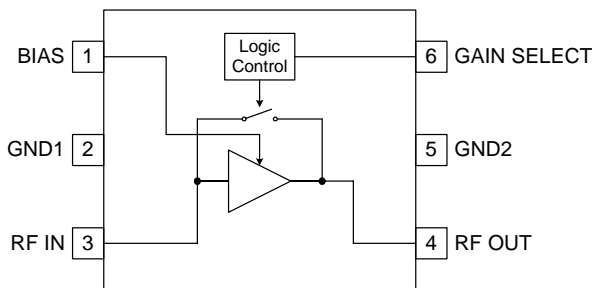 BIAS 1
Logic
Control
6 GAIN SELECT
GND1 2
5 GND2
RF IN 3
4 RF OUT